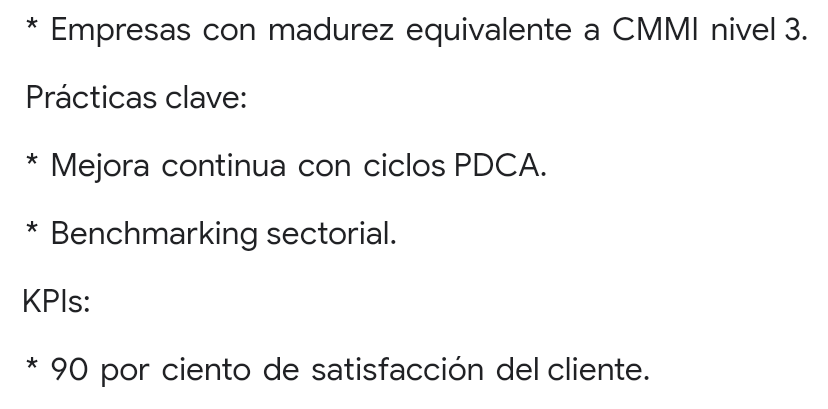 * Empresas con madurez equivalente a CMMI nivel 3.
Prácticas clave:
* Mejora continua con ciclos PDCA.
* Benchmarking sectorial.
KPIs:
* 90 por ciento de satisfacción del cliente.